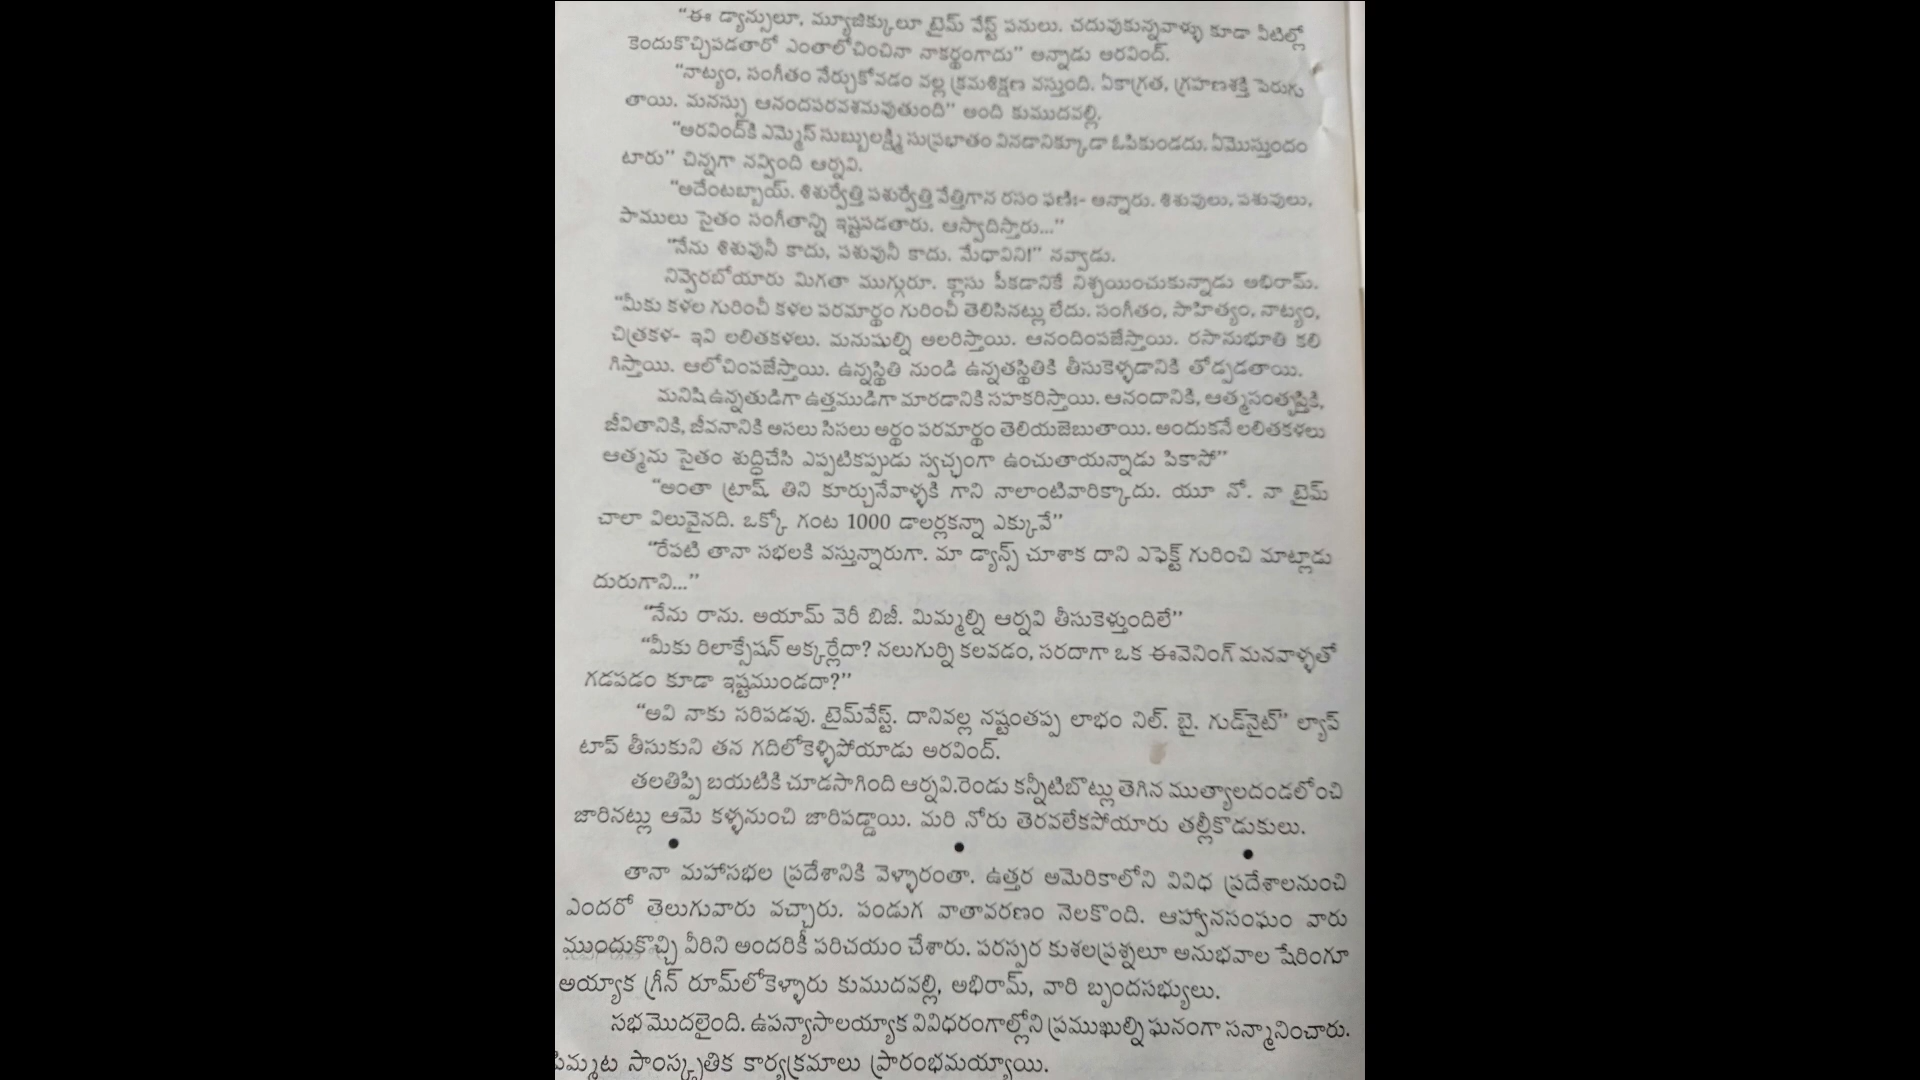 “ఈ డ్యాన్సులూ, మ్యూజిక్కులూ టైమ్ వేస్ట్ పనులు. చదువుకున్నవాళ్ళు కూడా వీటిల్లో
కెందుకొచ్చిపడతారో ఎంతాలోచించినా నాకర్థంగాదు” అన్నాడు అరవింద్.
“నాట్యం, సంగీతం నేర్చుకోవడం వల్ల క్రమశిక్షణ వస్తుంది. ఏకాగ్రత, గ్రహణశక్తి పెరుగు
తాయి. మనస్సు ఆనందపరవశమవుతుంది” అంది కుముదవల్లి.
“అరవింద్‌కి ఎమ్మెస్ సుబ్బులక్ష్మి సుప్రభాతం వినడానిక్కూడా ఓపికుండదు. ఏమొస్తుందం
టారు” చిన్నగా నవ్వింది ఆర్నవి.
“అదేంటబ్బాయ్. శిశుర్వేత్తి పశుర్వేత్తి వేత్తిగాన రసం ఫణిః- అన్నారు. శిశువులు, పశువులు,
పాములు సైతం సంగీతాన్ని ఇష్టపడతారు. ఆస్వాదిస్తారు...”
“నేను శిశువునీ కాదు, పశువునీ కాదు. మేధావిని!” నవ్వాడు.
నివ్వెరబోయారు మిగతా ముగ్గురూ. క్లాసు పీకడానికే నిశ్చయించుకున్నాడు అభిరామ్.
“మీకు కళల గురించీ కళల పరమార్థం గురించీ తెలిసినట్లు లేదు. సంగీతం, సాహిత్యం, నాట్యం,
చిత్రకళ- ఇవి లలితకళలు. మనుషుల్ని అలరిస్తాయి. ఆనందింపజేస్తాయి. రసానుభూతి కలి
గిస్తాయి. ఆలోచింపజేస్తాయి. ఉన్నస్థితి నుండి ఉన్నతస్థితికి తీసుకెళ్ళడానికి తోడ్పడతాయి.
మనిషి ఉన్నతుడిగా ఉత్తముడిగా మారడానికి సహకరిస్తాయి. ఆనందానికి, ఆత్మసంతృప్తికి,
జీవితానికి, జీవనానికి అసలు సిసలు అర్థం పరమార్థం తెలియజెబుతాయి. అందుకనే లలితకళలు
ఆత్మను సైతం శుద్ధిచేసి ఎప్పటికప్పుడు స్వచ్ఛంగా ఉంచుతాయన్నాడు పికాసో”
“అంతా ట్రాష్. తిని కూర్చునేవాళ్ళకి గాని నాలాంటివారిక్కాదు. యూ నో. నా టైమ్
చాలా విలువైనది. ఒక్కో గంట 1000 డాలర్లకన్నా ఎక్కువే”
“రేపటి తానా సభలకి వస్తున్నారుగా. మా డ్యాన్స్ చూశాక దాని ఎఫెక్ట్ గురించి మాట్లాడు
దురుగాని...”
“నేను రాను. అయామ్ వెరీ బిజీ. మిమ్మల్ని ఆర్నవి తీసుకెళ్తుందిలే”
“మీకు రిలాక్సేషన్ అక్కర్లేదా? నలుగుర్ని కలవడం, సరదాగా ఒక ఈవెనింగ్ మనవాళ్ళతో
గడపడం కూడా ఇష్టముండదా?”
“అవి నాకు సరిపడవు. టైమ్‌వేస్ట్. దానివల్ల నష్టంతప్ప లాభం నిల్. బై. గుడ్‌నైట్” ల్యాప్
టాప్ తీసుకుని తన గదిలోకెళ్ళిపోయాడు అరవింద్.
తలతిప్పి బయటికి చూడసాగింది ఆర్నవి.రెండు కన్నీటిబొట్లు తెగిన ముత్యాలదండలోంచి
జారినట్లు ఆమె కళ్ళనుంచి జారిపడ్డాయి. మరి నోరు తెరవలేకపోయారు తల్లీకొడుకులు.
● ● ●
తానా మహాసభల ప్రదేశానికి వెళ్ళారంతా. ఉత్తర అమెరికాలోని వివిధ ప్రదేశాలనుంచి
ఎందరో తెలుగువారు వచ్చారు. పండుగ వాతావరణం నెలకొంది. ఆహ్వానసంఘం వారు
ముందుకొచ్చి వీరిని అందరికీ పరిచయం చేశారు. పరస్పర కుశలప్రశ్నలూ అనుభవాల షేరింగూ
అయ్యాక గ్రీన్ రూమ్‌లోకెళ్ళారు కుముదవల్లి, అభిరామ్, వారి బృందసభ్యులు.
సభ మొదలైంది. ఉపన్యాసాలయ్యాక వివిధరంగాల్లోని ప్రముఖుల్ని ఘనంగా సన్మానించారు.
పిమ్మట సాంస్కృతిక కార్యక్రమాలు ప్రారంభమయ్యాయి.